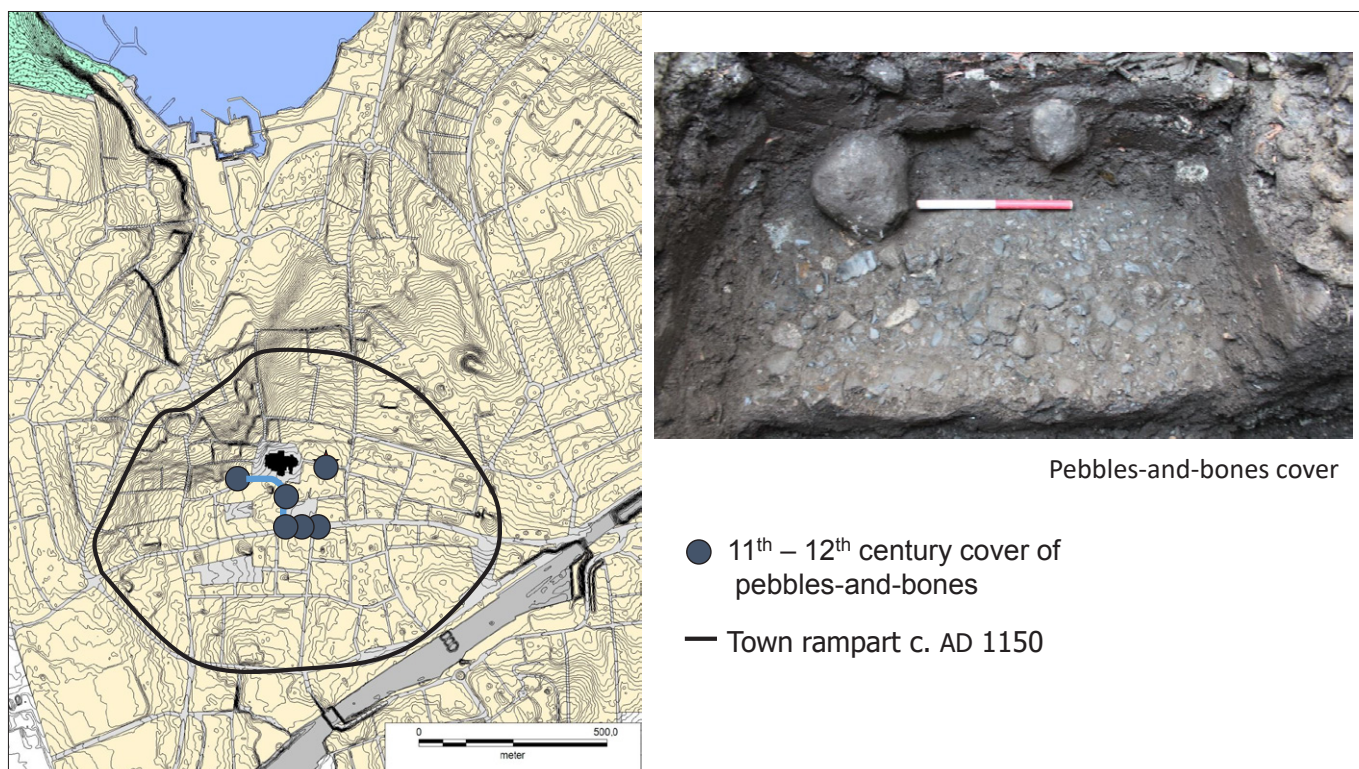 Pebbles-and-bones cover
11th – 12th century cover of
pebbles-and-bones
Town rampart c. AD 1150
0 500,0
meter